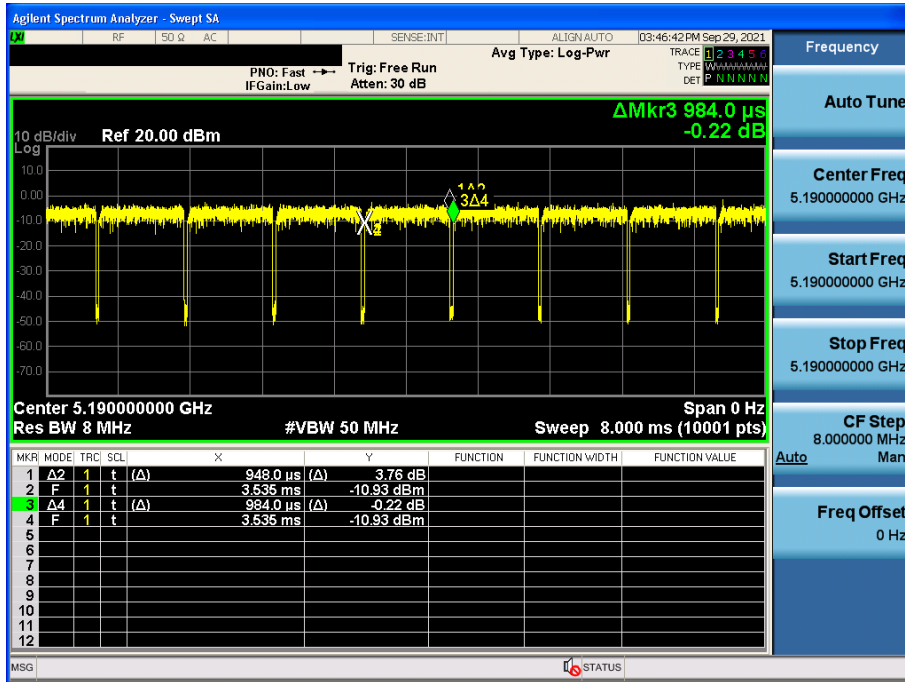 Agilent Spectrum Analyzer - Swept SA
LXI RF 50 Ω AC SENSE:INT ALIGN AUTO 03:46:42 PM Sep 29, 2021
Frequency
Avg Type: Log-Pwr
TRACE 1 2 3 4 5 6
PNO: Fast Trig: Free Run
TYPE WWWWWW
IFGain:Low Atten: 30 dB
DET P N N N N N
Auto Tune
ΔMkr3 984.0 µs
-0.22 dB
10 dB/div Ref 20.00 dBm
Log
10.0
0.00
-10.0
-20.0
-30.0
-40.0
-50.0
-60.0
-70.0
1Δ2
3Δ4
Center Freq
5.190000000 GHz
Start Freq
5.190000000 GHz
Stop Freq
5.190000000 GHz
Center 5.190000000 GHz Span 0 Hz
Res BW 8 MHz #VBW 50 MHz Sweep 8.000 ms (10001 pts)
CF Step
8.000000 MHz
Auto Man
MKR MODE TRC SCL X Y FUNCTION FUNCTION WIDTH FUNCTION VALUE
1 Δ2 1 t (Δ) 948.0 µs (Δ) 3.76 dB
2 F 1 t 3.535 ms -10.93 dBm
3 Δ4 1 t (Δ) 984.0 µs (Δ) -0.22 dB
4 F 1 t 3.535 ms -10.93 dBm
5
6
7
8
9
10
11
12
Freq Offset
0 Hz
MSG STATUS